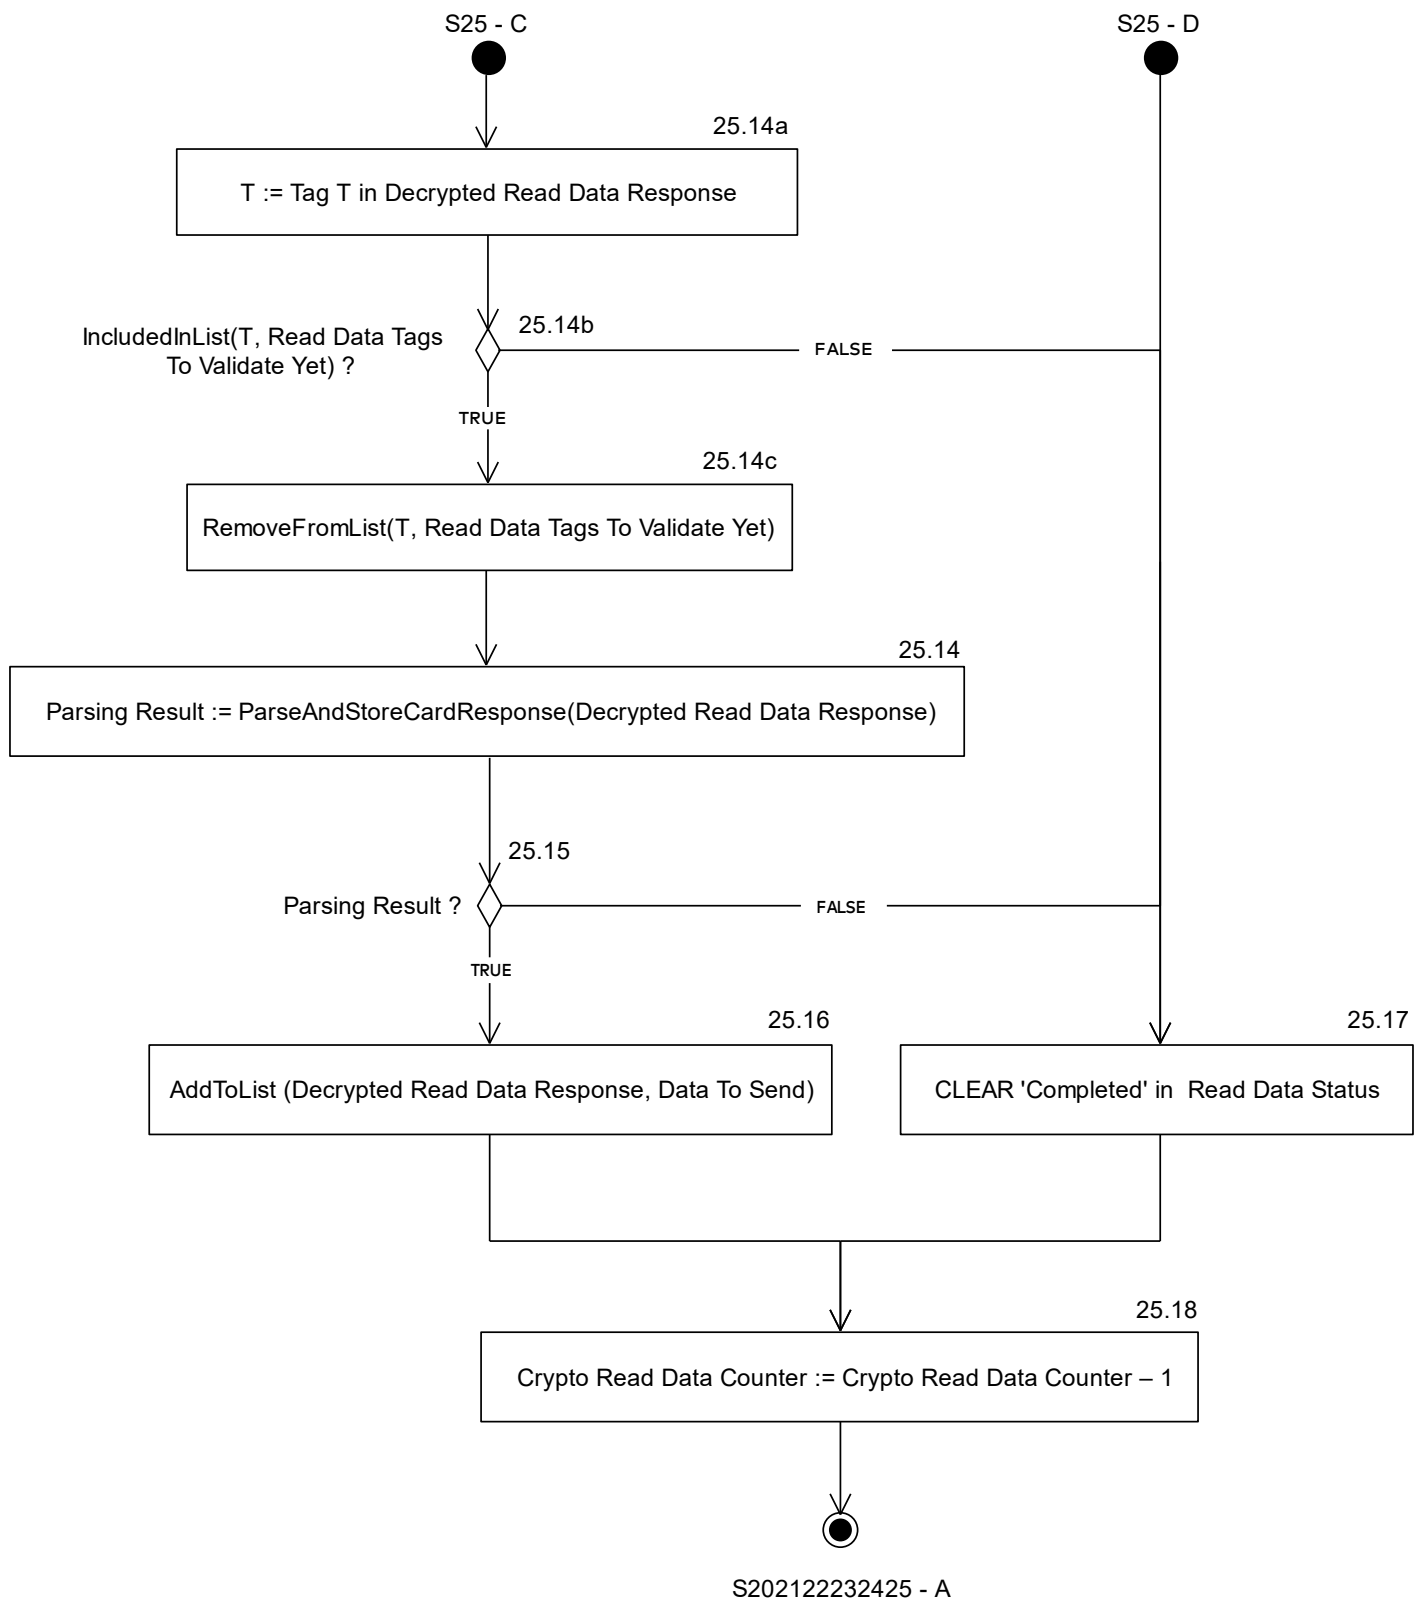 S25 - C
S25 - D
25.14a
T := Tag T in Decrypted Read Data Response
IncludedInList(T, Read Data Tags
To Validate Yet) ?
25.14b
FALSE
TRUE
25.14c
RemoveFromList(T, Read Data Tags To Validate Yet)
25.14
Parsing Result := ParseAndStoreCardResponse(Decrypted Read Data Response)
25.15
Parsing Result ?
FALSE
TRUE
25.16
25.17
AddToList (Decrypted Read Data Response, Data To Send)
CLEAR 'Completed' in  Read Data Status
25.18
Crypto Read Data Counter := Crypto Read Data Counter – 1
S202122232425 - A